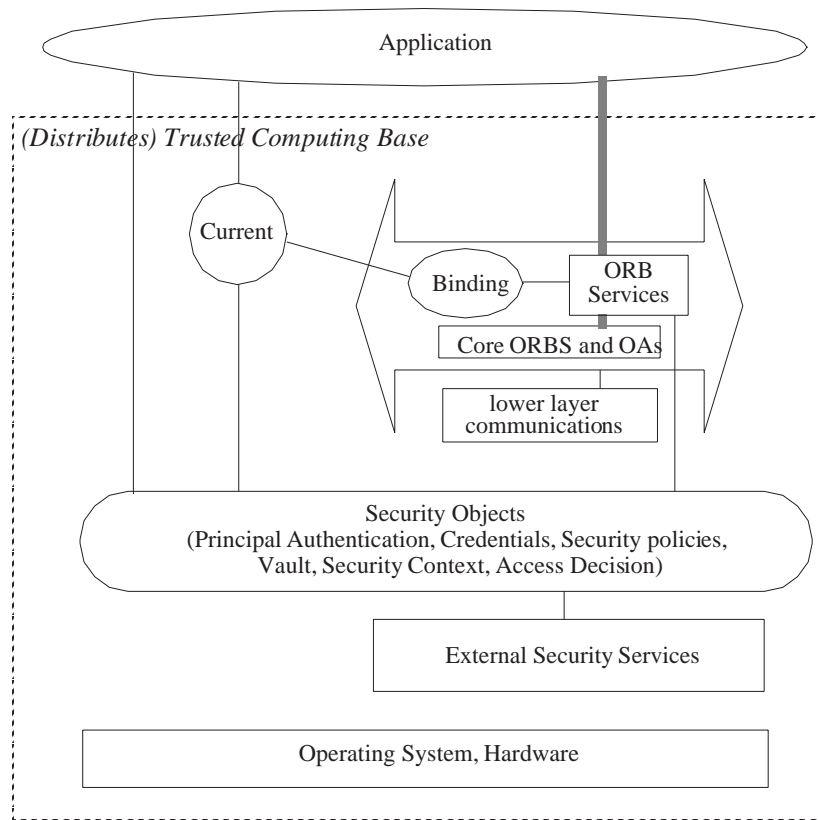 Application
(Distributes) Trusted Computing Base
Current
Binding
ORB
Services
Core ORBS and OAs
lower layer
communications
Security Objects
(Principal Authentication, Credentials, Security policies,
Vault, Security Context, Access Decision)
External Security Services
Operating System, Hardware